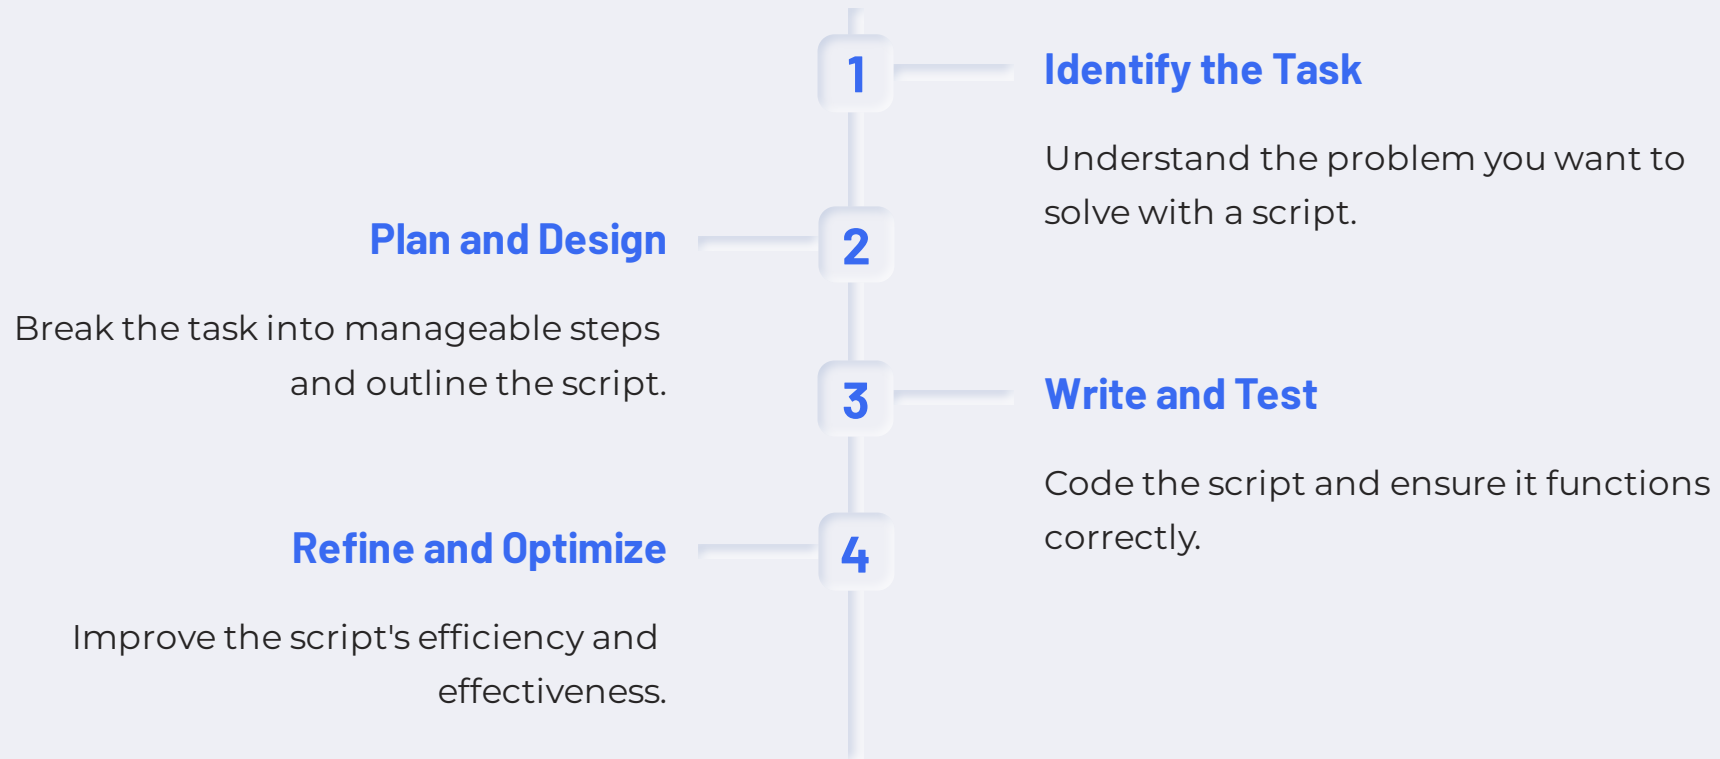 1
Identify the Task
Understand the problem you want to
solve with a script.
2
Plan and Design
Break the task into manageable steps
and outline the script.
3
Write and Test
Code the script and ensure it functions
correctly.
4
Refine and Optimize
Improve the script's efficiency and
effectiveness.